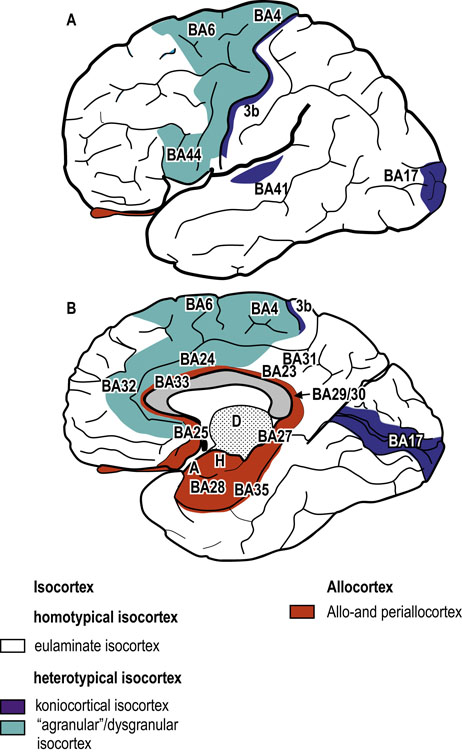 A
BA6
BA4
3b
BA44
BA41
BA17
B
BA6
BA4
3b
BA24
BA31
BA32
BA33
BA23
BA29/30
D
BA25
BA27
BA17
A
H
BA28
BA35
Isocortex
Allocortex
homotypical isocortex
Allo-and periallocortex
eulaminate isocortex
heterotypical isocortex
koniocortical isocortex
“agranular”/dysgranular
isocortex